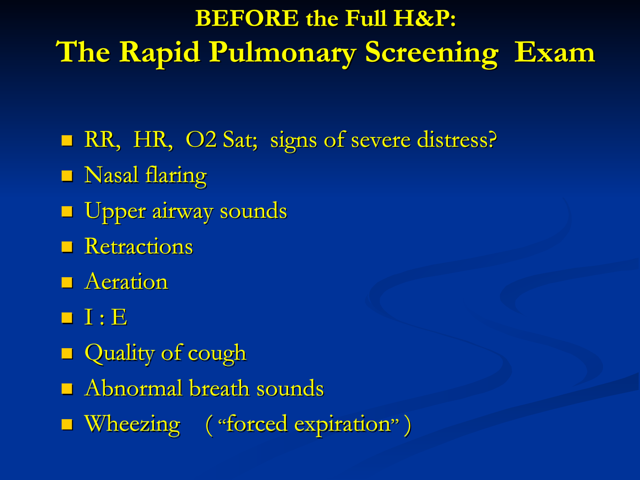 BEFORE the Full H&P:
The Rapid Pulmonary Screening Exam
RR, HR, O2 Sat; signs of severe distress?
Nasal flaring
Upper airway sounds
Retractions
Aeration
I : E
Quality of cough
Abnormal breath sounds
Wheezing ( “forced expiration” )